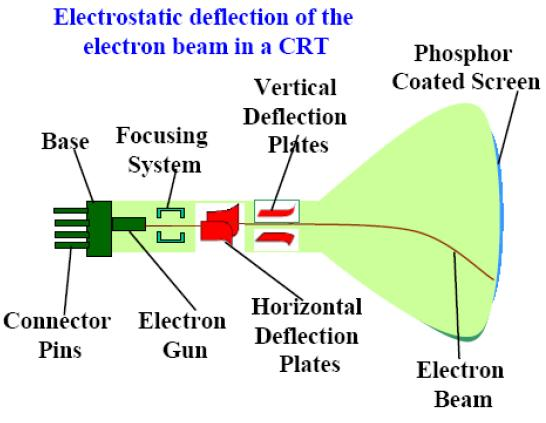 Electrostatic deflection of the
electron beam in a CRT
Phosphor
Coated Screen
Vertical
Deflection
Plates
Base
Focusing
System
Connector
Pins
Electron
Gun
Horizontal
Deflection
Plates
Electron
Beam